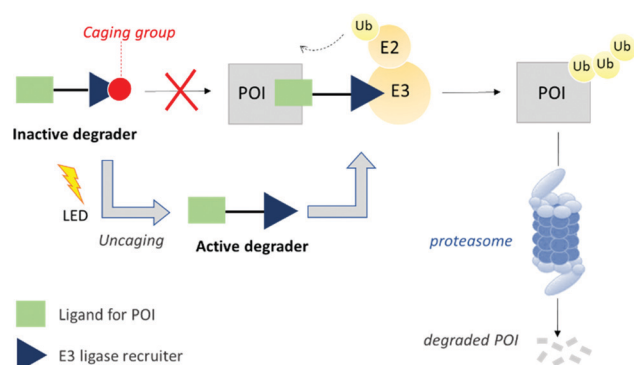 Caging group
Ub
E2
POI
E3
Ub
Ub
Ub
POI
Inactive degrader
LED
Uncaging
Active degrader
proteasome
Ligand for POI
E3 ligase recruiter
degraded POI